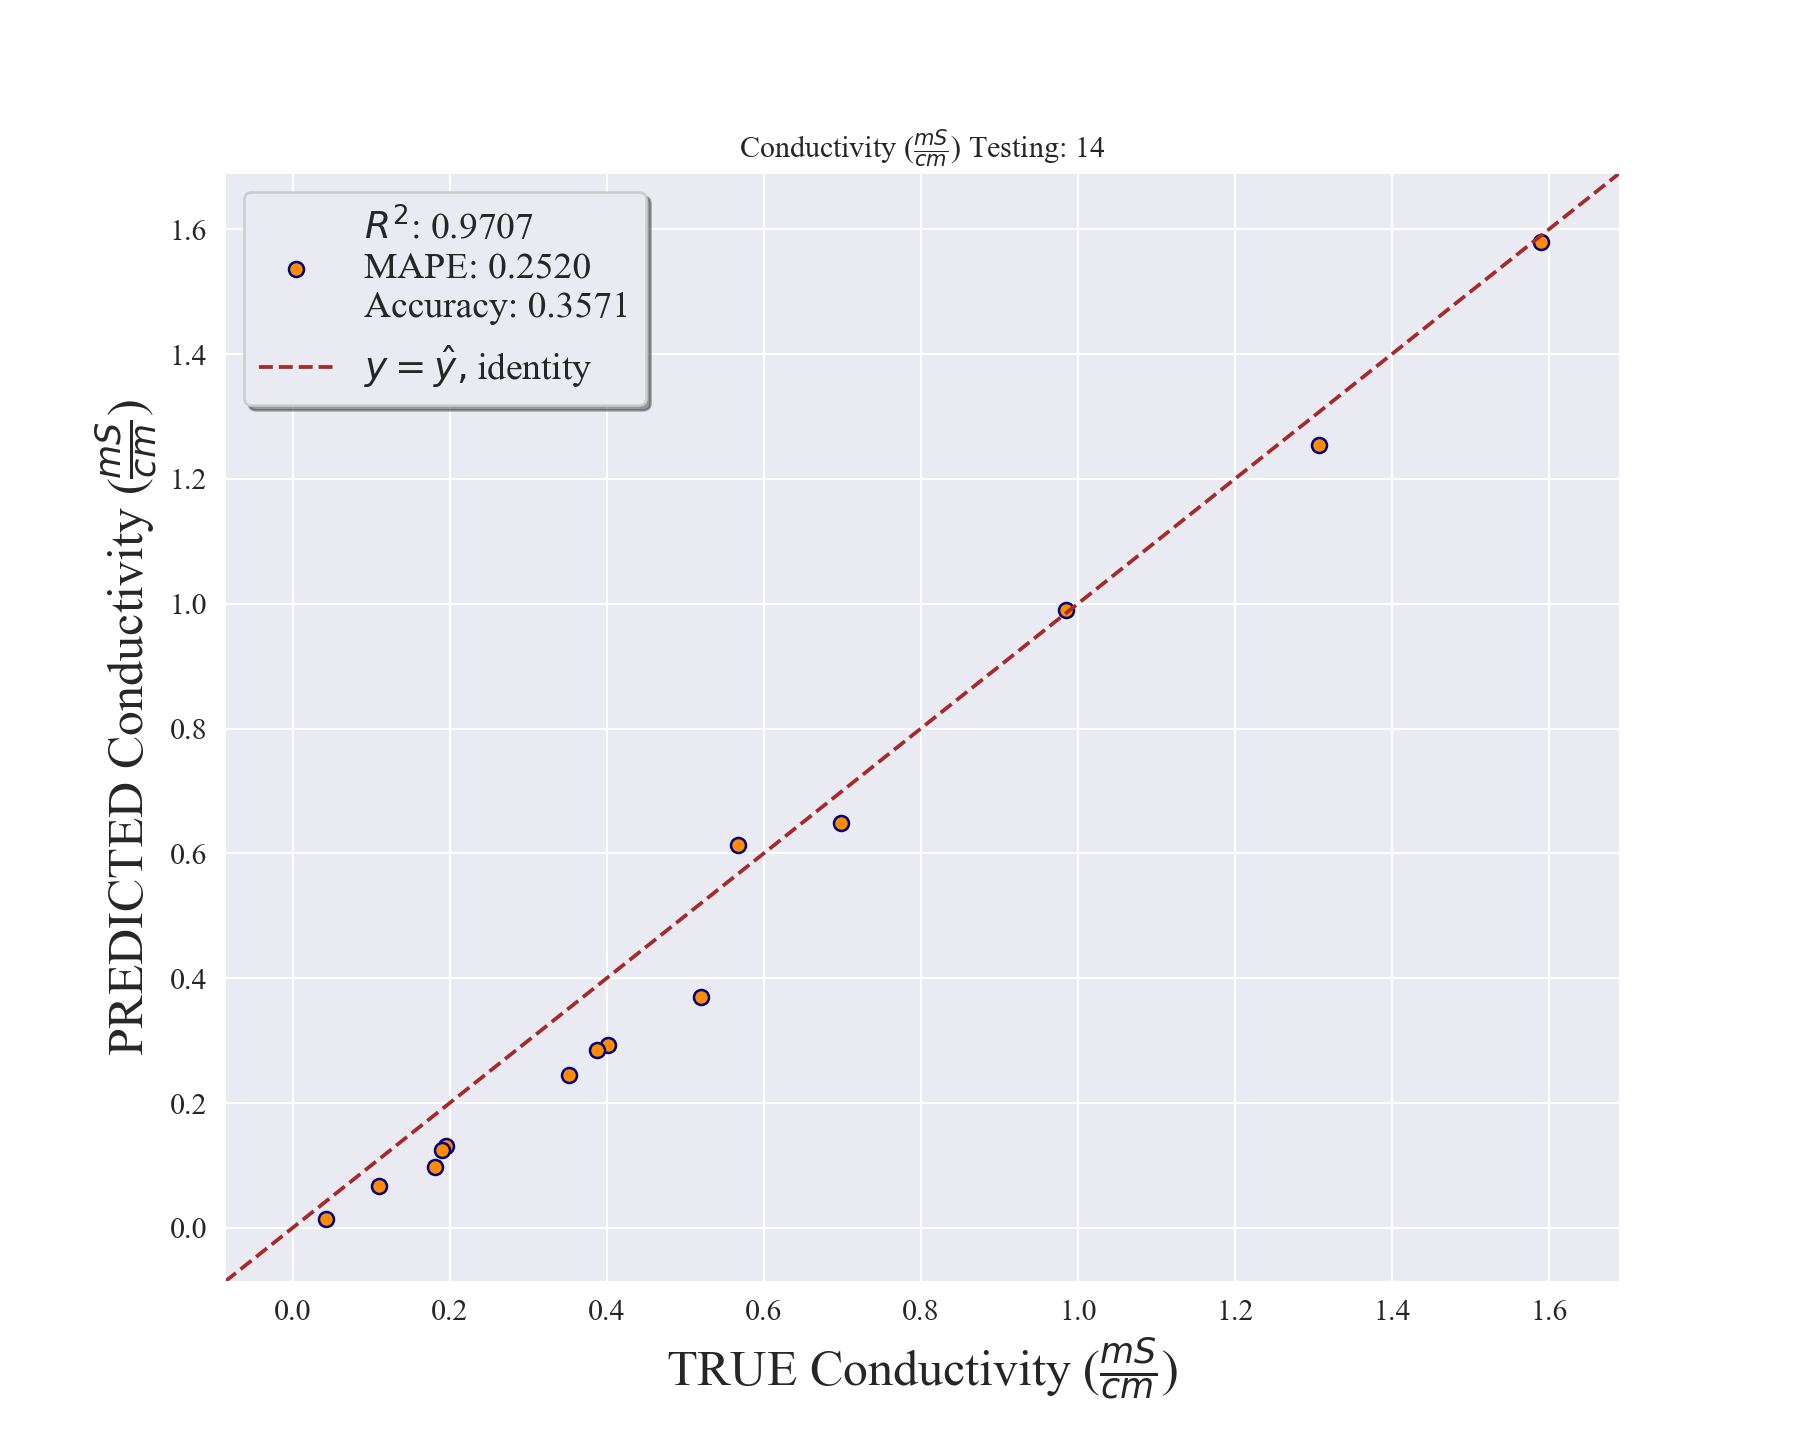 Conductivity (mS/cm) Testing: 14
R²: 0.9707
MAPE: 0.2520
Accuracy: 0.3571
y = ŷ, identity
PREDICTED Conductivity (mS/cm)
1.6
1.4
1.2
1.0
0.8
0.6
0.4
0.2
0.0
0.0 0.2 0.4 0.6 0.8 1.0 1.2 1.4 1.6
TRUE Conductivity (mS/cm)